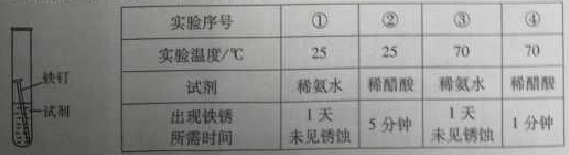 铁钉
试剂
实验序号 ① ② ③ ④
实验温度/℃ 25 25 70 70
试剂 稀氨水 稀醋酸 稀氨水 稀醋酸
出现铁锈所需时间 1天未见锈蚀 5分钟 1天未见锈蚀 1分钟